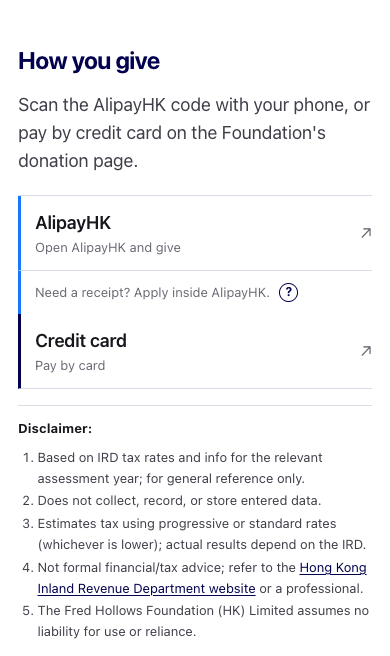 How you give
Scan the AlipayHK code with your phone, or
pay by credit card on the Foundation's
donation page.
AlipayHK
Open AlipayHK and give
Need a receipt? Apply inside AlipayHK. ?
Credit card
Pay by card
Disclaimer:
1. Based on IRD tax rates and info for the relevant
assessment year; for general reference only.
2. Does not collect, record, or store entered data.
3. Estimates tax using progressive or standard rates
(whichever is lower); actual results depend on the IRD.
4. Not formal financial/tax advice; refer to the Hong Kong
Inland Revenue Department website or a professional.
5. The Fred Hollows Foundation (HK) Limited assumes no
liability for use or reliance.